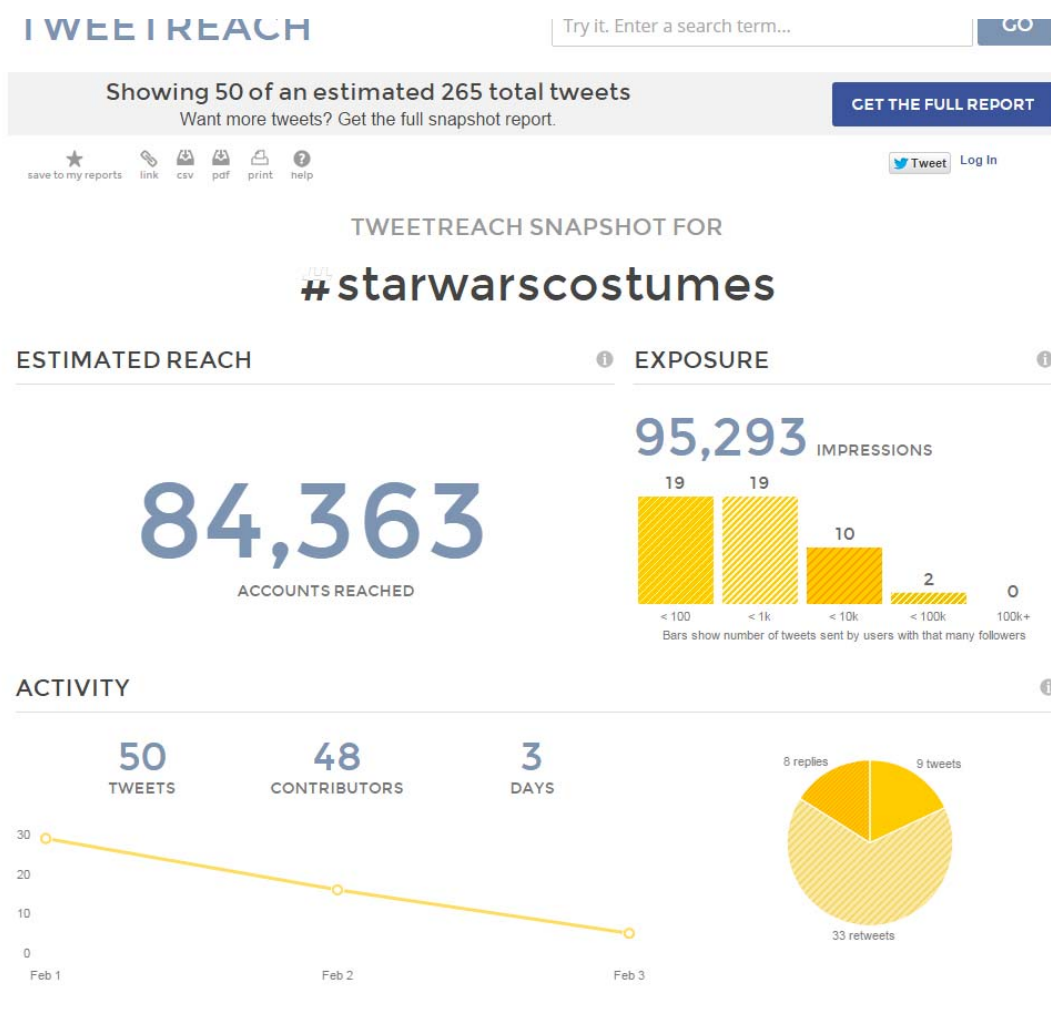 TWEETREACH
Try it. Enter a search term...
GO
Showing 50 of an estimated 265 total tweets
Want more tweets? Get the full snapshot report.
GET THE FULL REPORT
save to my reports link csv pdf print help
Tweet Log In
TWEETREACH SNAPSHOT FOR
#starwarscostumes
ESTIMATED REACH
84,363
ACCOUNTS REACHED
EXPOSURE
95,293 IMPRESSIONS
19 19 10 2 0
< 100 < 1k < 10k < 100k 100k+
Bars show number of tweets sent by users with that many followers
ACTIVITY
50 48 3
TWEETS CONTRIBUTORS DAYS
30
20
10
0
Feb 1 Feb 2 Feb 3
8 replies 9 tweets
33 retweets